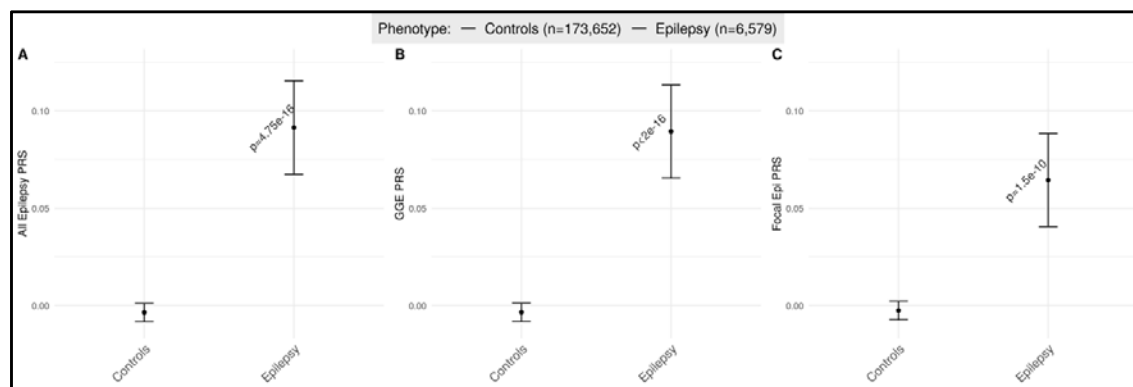 Phenotype: Controls (n=173,652) Epilepsy (n=6,579)
A
All Epilepsy PRS
0.10
0.05
0.00
p=4.75e-16
Controls
Epilepsy
B
GGE PRS
0.10
0.05
0.00
p<2e-16
Controls
Epilepsy
C
Focal Epi PRS
0.10
0.05
0.00
p=1.5e-10
Controls
Epilepsy